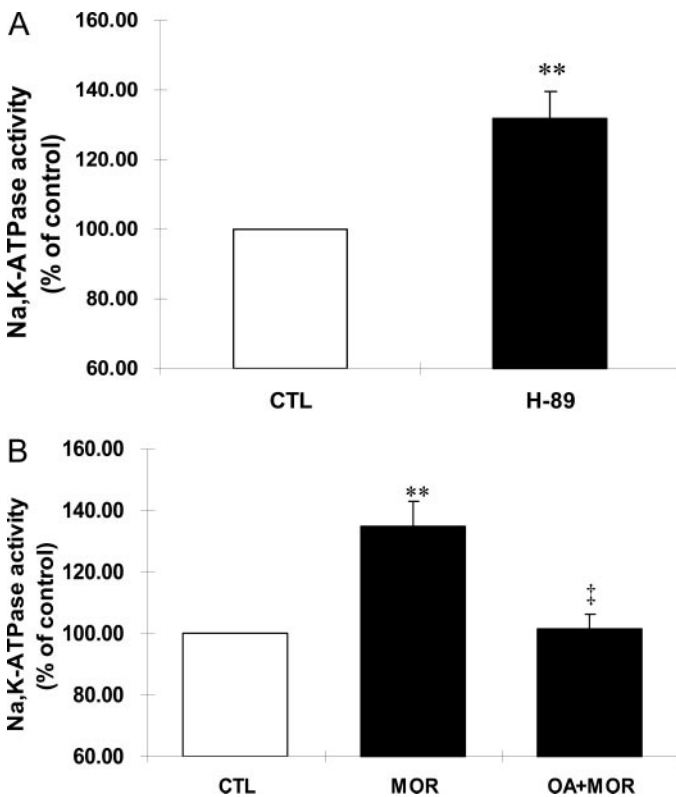 A
Na,K-ATPase activity
(% of control)
160.00
140.00
120.00
100.00
80.00
60.00
**
CTL
H-89
B
Na,K-ATPase activity
(% of control)
160.00
140.00
120.00
100.00
80.00
60.00
**
‡
CTL
MOR
OA+MOR